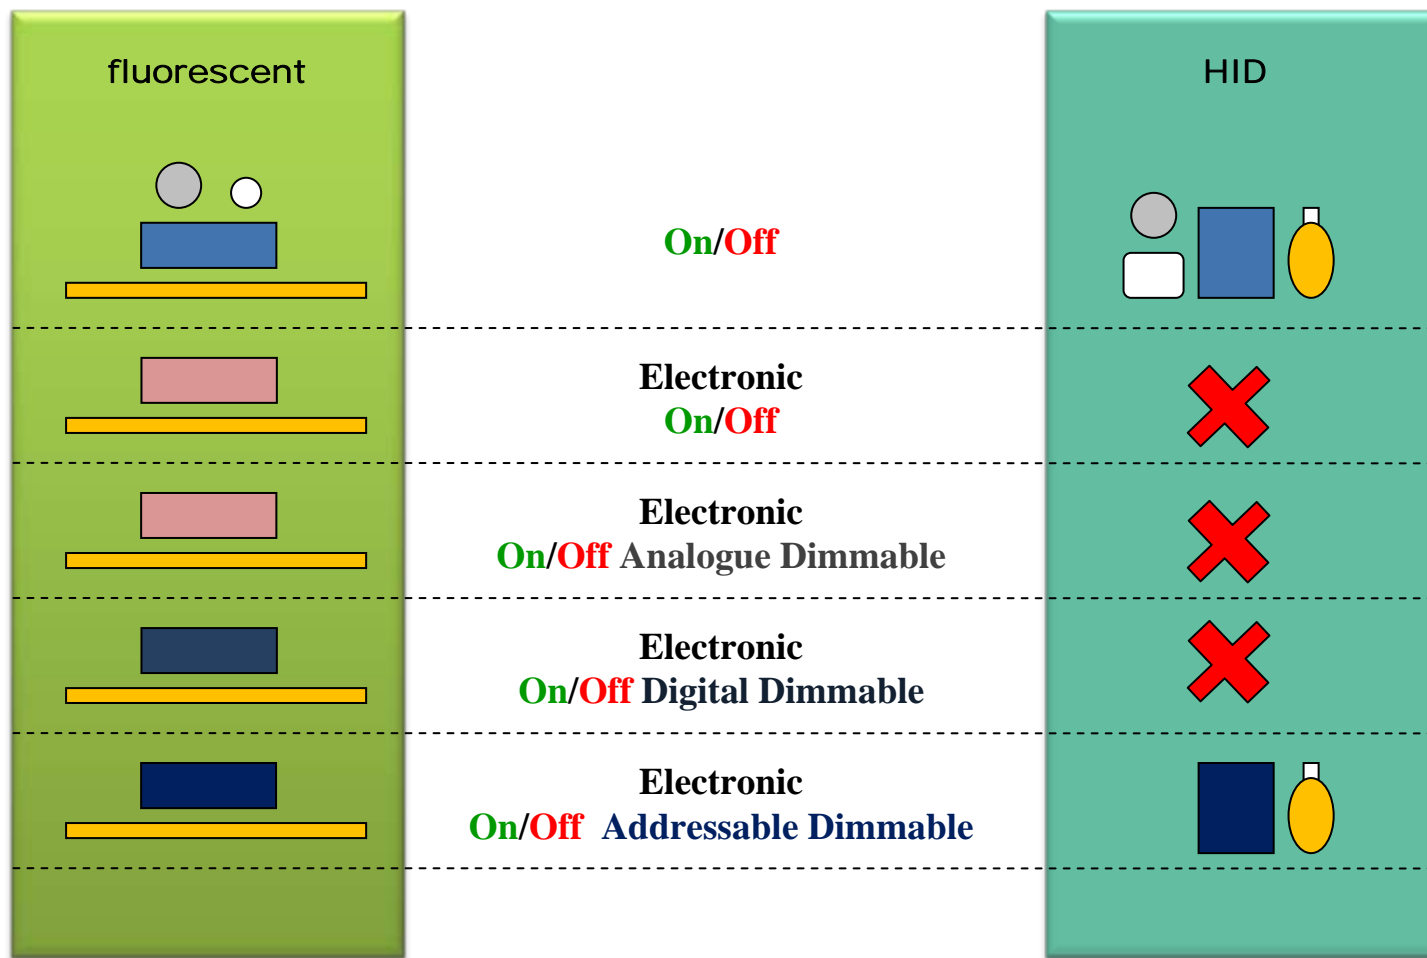 fluorescent
HID
On/Off
Electronic
On/Off
Electronic
On/Off Analogue Dimmable
Electronic
On/Off Digital Dimmable
Electronic
On/Off Addressable Dimmable